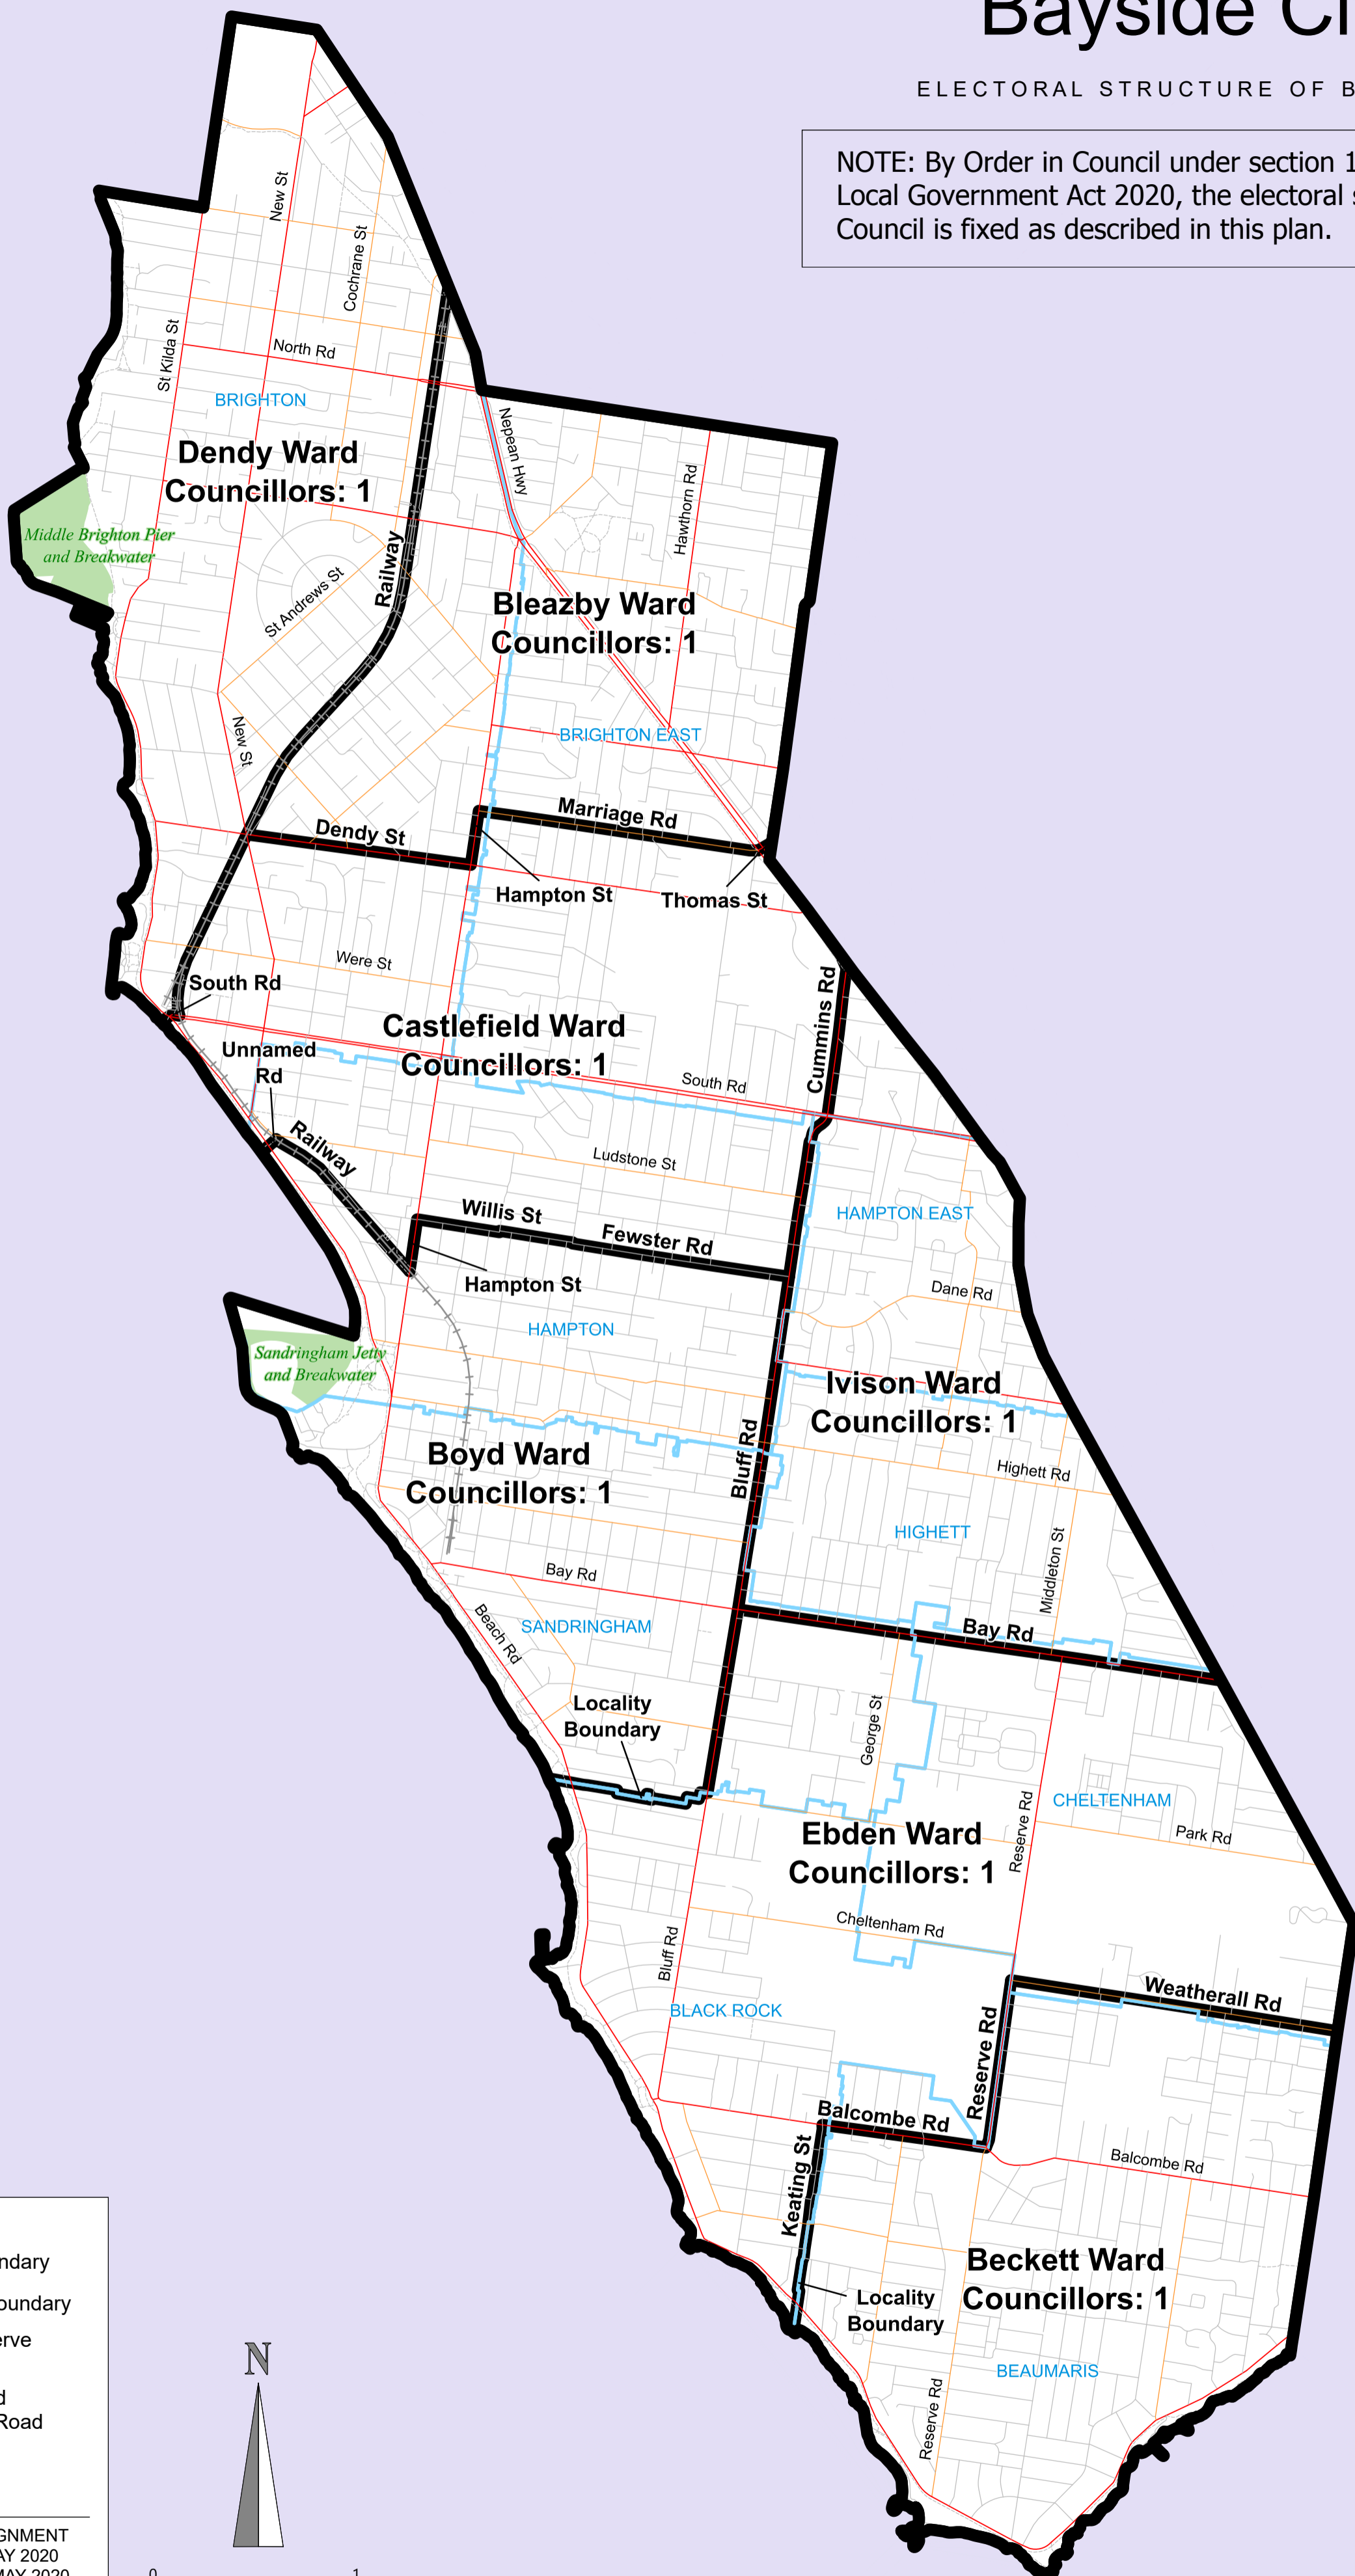 Bayside Ci
ELECTORAL STRUCTURE OF B
NOTE: By Order in Council under section 1
Local Government Act 2020, the electoral s
Council is fixed as described in this plan.
New St
Cochrane St
St Kilda St
North Rd
BRIGHTON
Nepean Hwy
Dendy Ward
Councillors: 1
Hawthorn Rd
Middle Brighton Pier
and Breakwater
Railway
St Andrews St
Bleazby Ward
Councillors: 1
New St
BRIGHTON EAST
Marriage Rd
Dendy St
Hampton St
Thomas St
Were St
South Rd
Cummins Rd
Castlefield Ward
Councillors: 1
Unnamed
Rd
South Rd
Railway
Ludstone St
Willis St
Fewster Rd
HAMPTON EAST
Hampton St
Dane Rd
HAMPTON
Sandringham Jetty
and Breakwater
Ivison Ward
Councillors: 1
Boyd Ward
Councillors: 1
Bluff Rd
Highett Rd
HIGHETT
Middleton St
Bay Rd
Beach Rd
SANDRINGHAM
Bay Rd
Locality
Boundary
George St
Reserve Rd
CHELTENHAM
Park Rd
Ebden Ward
Councillors: 1
Cheltenham Rd
Bluff Rd
BLACK ROCK
Weatherall Rd
Reserve Rd
Balcombe Rd
Keating St
Balcombe Rd
Beckett Ward
Councillors: 1
Locality
Boundary
BEAUMARIS
Reserve Rd
ndary
oundary
erve
d
Road
GNMENT
AY 2020
MAY 2020
N
0 1